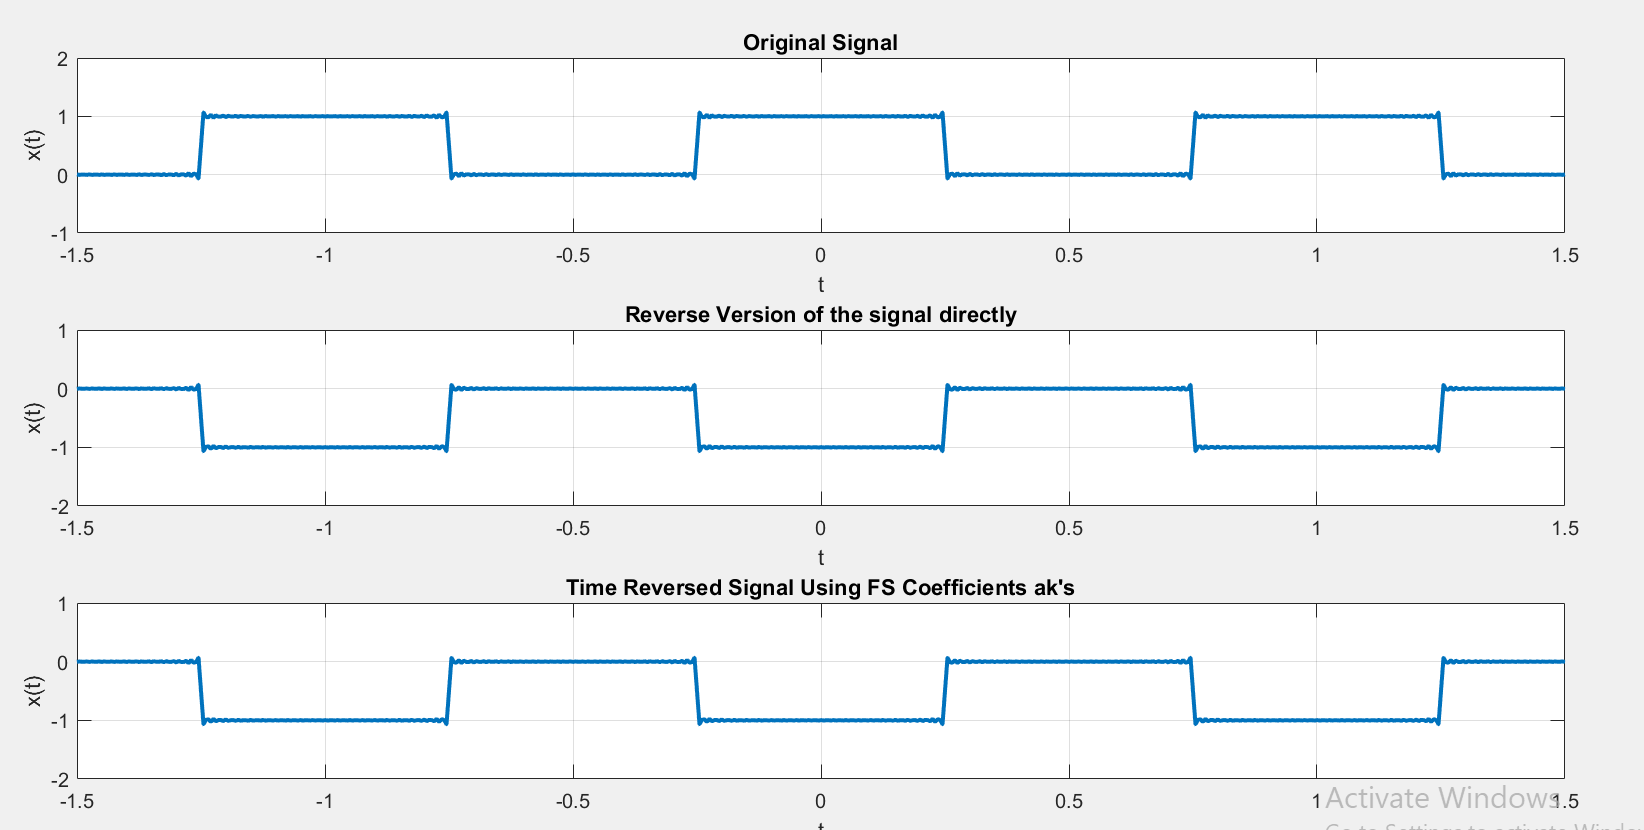 Original Signal
2
1
0
-1
x(t)
-1.5 -1 -0.5 0 0.5 1 1.5
t
Reverse Version of the signal directly
1
0
-1
-2
x(t)
-1.5 -1 -0.5 0 0.5 1 1.5
t
Time Reversed Signal Using FS Coefficients ak's
1
0
-1
-2
x(t)
-1.5 -1 -0.5 0 0.5 1 1.5
Activate Windows